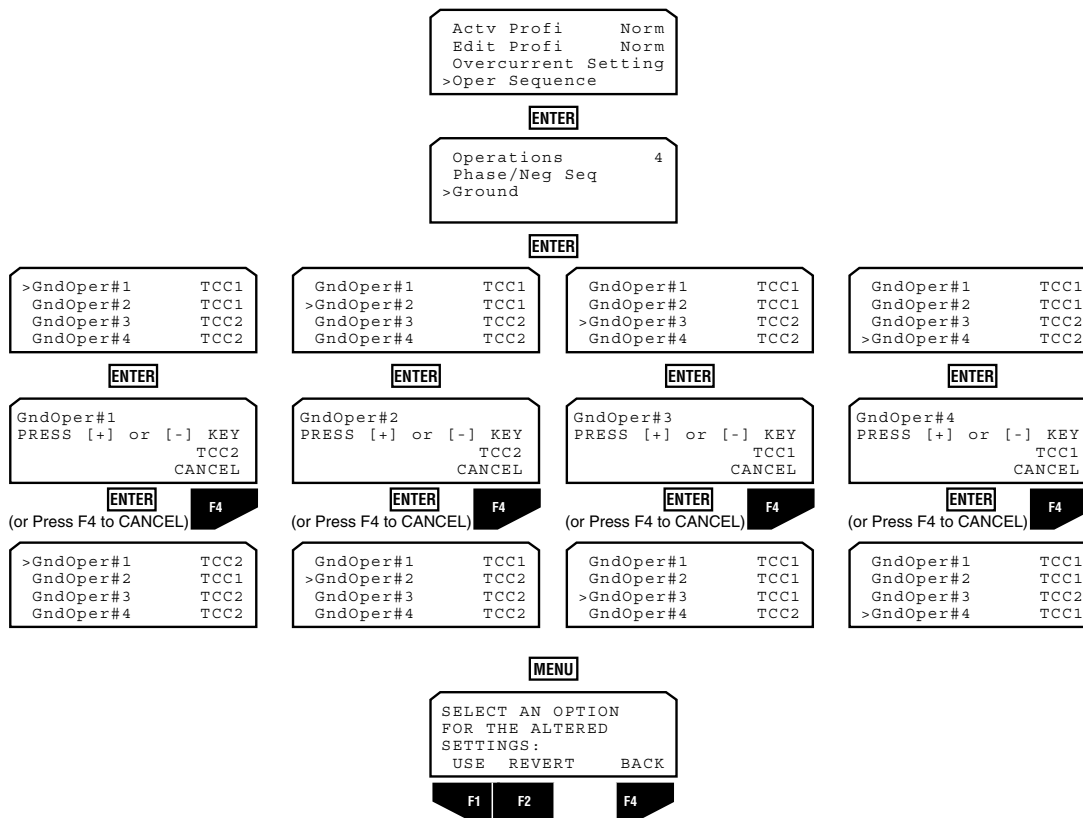 Actv Profi Norm
Edit Profi Norm
Overcurrent Setting
>Oper Sequence
ENTER
Operations 4
Phase/Neg Seq
>Ground
ENTER
>GndOper#1 TCC1
GndOper#2 TCC1
GndOper#3 TCC2
GndOper#4 TCC2
ENTER
GndOper#1
PRESS [+] or [-] KEY
TCC2
CANCEL
ENTER
F4
(or Press F4 to CANCEL)
>GndOper#1 TCC2
GndOper#2 TCC1
GndOper#3 TCC2
GndOper#4 TCC2
GndOper#1 TCC1
>GndOper#2 TCC1
GndOper#3 TCC2
GndOper#4 TCC2
ENTER
GndOper#2
PRESS [+] or [-] KEY
TCC2
CANCEL
ENTER
F4
(or Press F4 to CANCEL)
GndOper#1 TCC1
>GndOper#2 TCC2
GndOper#3 TCC2
GndOper#4 TCC2
GndOper#1 TCC1
GndOper#2 TCC1
>GndOper#3 TCC2
GndOper#4 TCC2
ENTER
GndOper#3
PRESS [+] or [-] KEY
TCC1
CANCEL
ENTER
F4
(or Press F4 to CANCEL)
GndOper#1 TCC1
GndOper#2 TCC1
>GndOper#3 TCC1
GndOper#4 TCC2
GndOper#1 TCC1
GndOper#2 TCC1
GndOper#3 TCC2
>GndOper#4 TCC2
ENTER
GndOper#4
PRESS [+] or [-] KEY
TCC1
CANCEL
ENTER
F4
(or Press F4 to CANCEL)
GndOper#1 TCC1
GndOper#2 TCC1
GndOper#3 TCC2
>GndOper#4 TCC1
MENU
SELECT AN OPTION
FOR THE ALTERED
SETTINGS:
USE REVERT BACK
F1 F2 F4